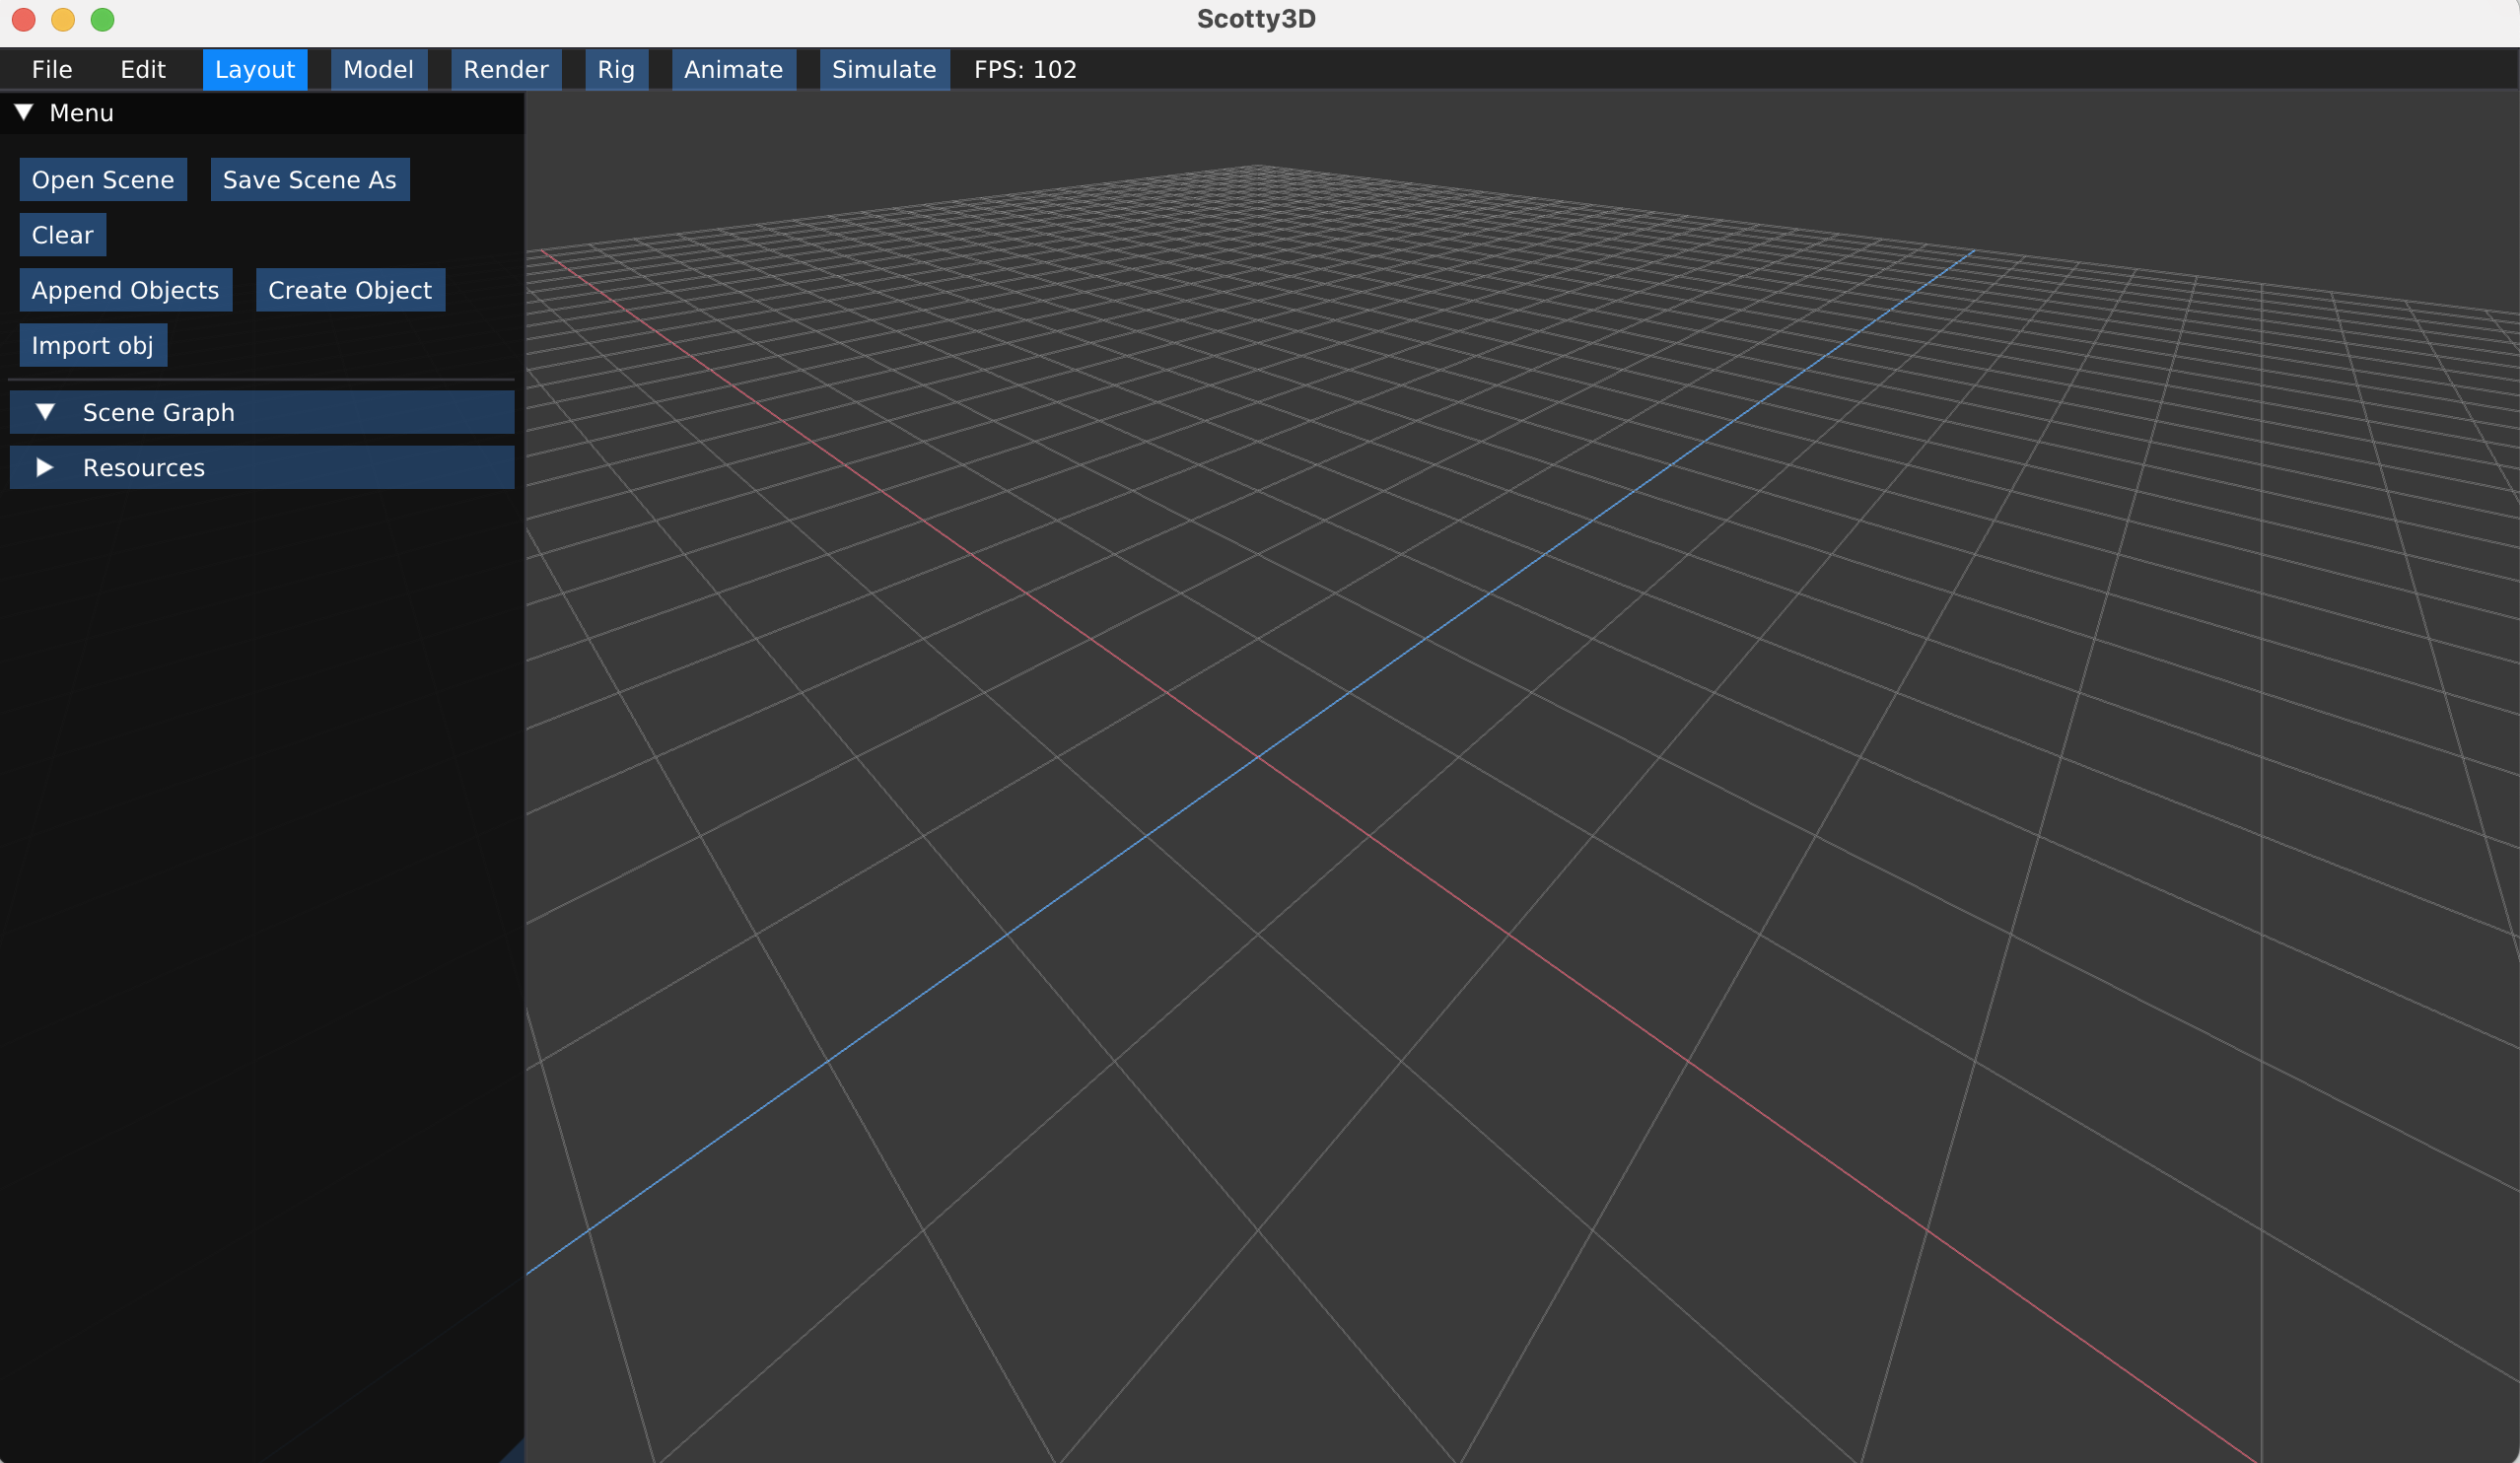 Scotty3D
File Edit Layout Model Render Rig Animate Simulate FPS: 102
Menu
Open Scene Save Scene As
Clear
Append Objects Create Object
Import obj
Scene Graph
Resources